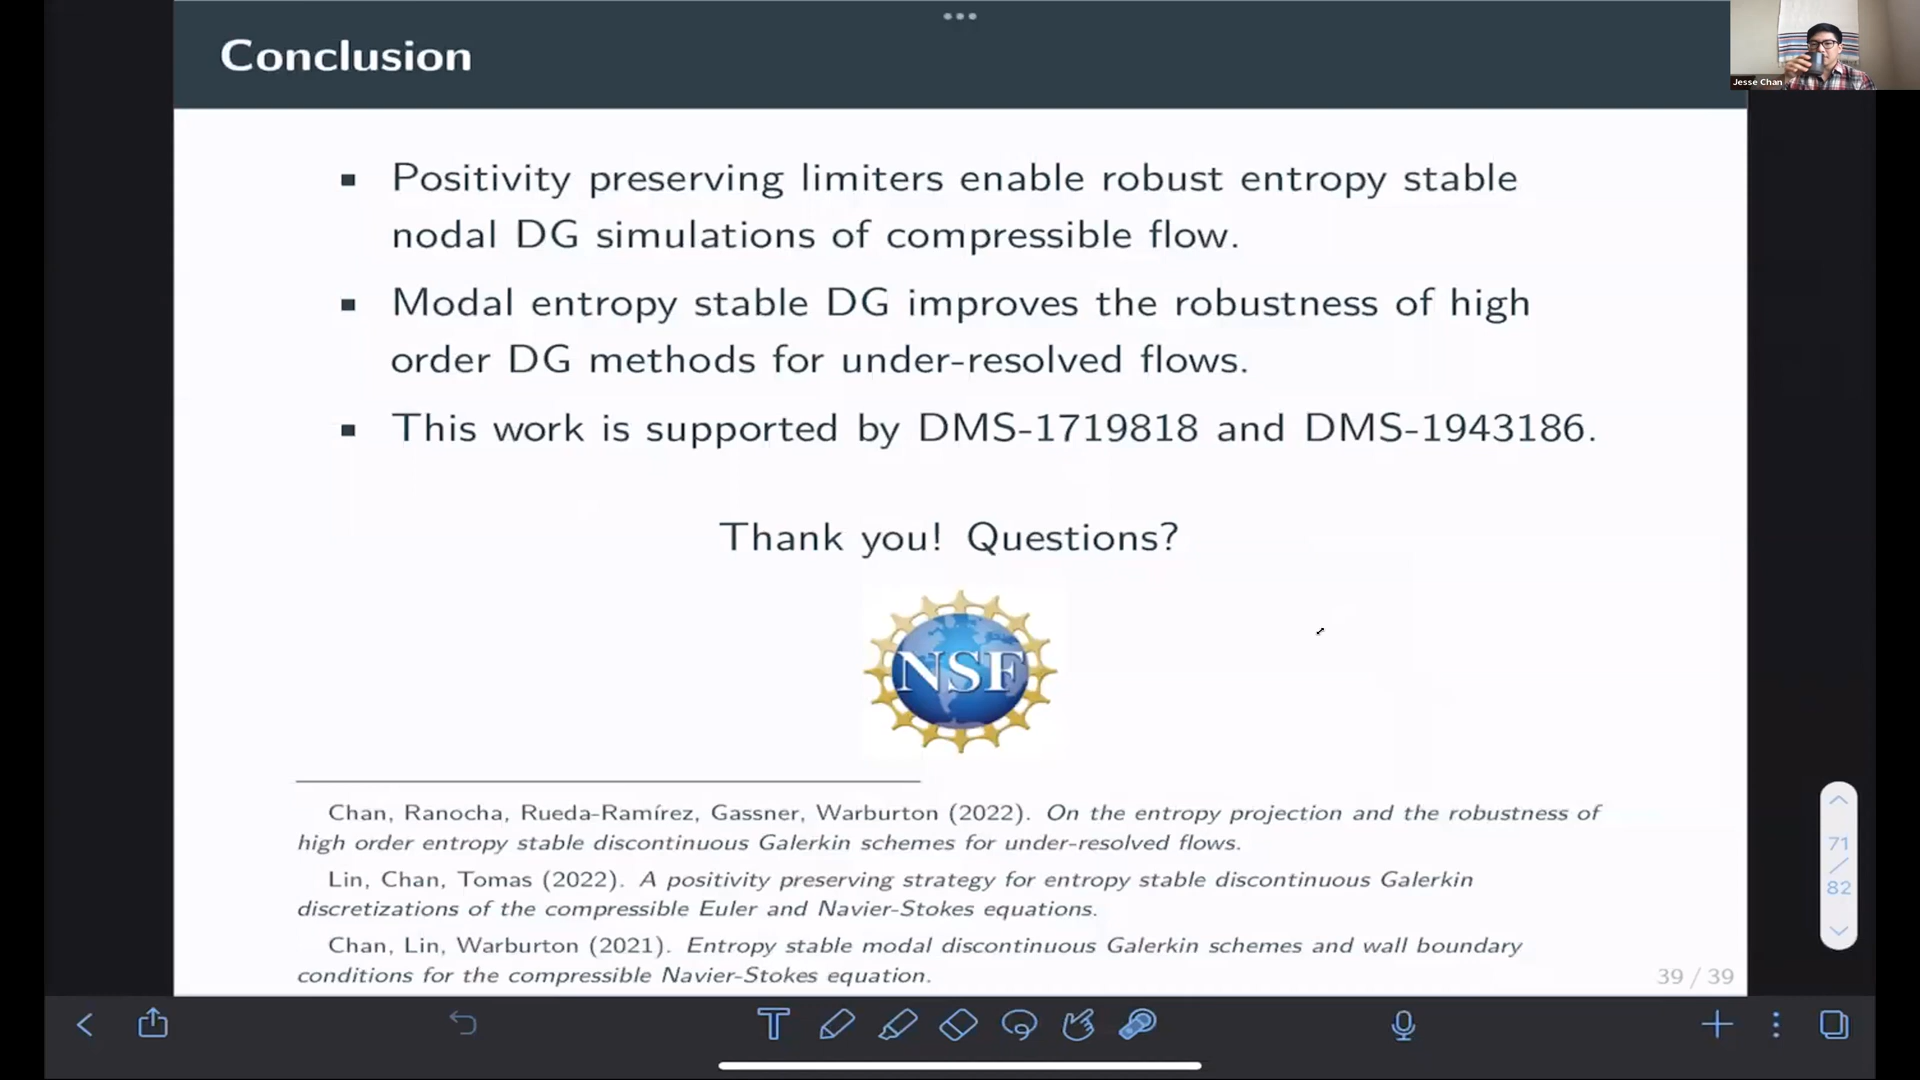 Conclusion
Jesse Chan
▪ Positivity preserving limiters enable robust entropy stable
nodal DG simulations of compressible flow.
▪ Modal entropy stable DG improves the robustness of high
order DG methods for under-resolved flows.
▪ This work is supported by DMS-1719818 and DMS-1943186.
Thank you! Questions?
NSF
Chan, Ranocha, Rueda-Ramírez, Gassner, Warburton (2022). On the entropy projection and the robustness of
high order entropy stable discontinuous Galerkin schemes for under-resolved flows.
Lin, Chan, Tomas (2022). A positivity preserving strategy for entropy stable discontinuous Galerkin
discretizations of the compressible Euler and Navier-Stokes equations.
Chan, Lin, Warburton (2021). Entropy stable modal discontinuous Galerkin schemes and wall boundary
conditions for the compressible Navier-Stokes equation.
39 / 39
71
/
82